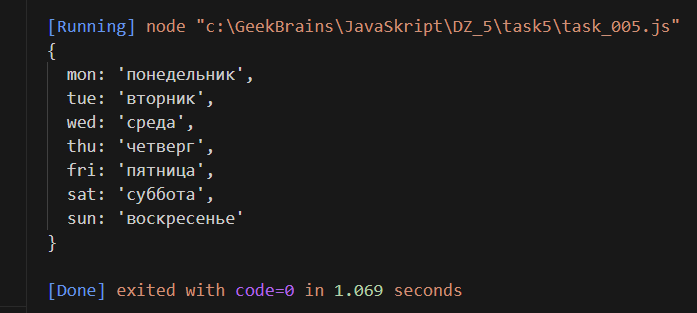 [Running] node "c:\GeekBrains\JavaSkript\DZ_5\task5\task_005.js"
{
  mon: 'понедельник',
  tue: 'вторник',
  wed: 'среда',
  thu: 'четверг',
  fri: 'пятница',
  sat: 'суббота',
  sun: 'воскресенье'
}
[Done] exited with code=0 in 1.069 seconds